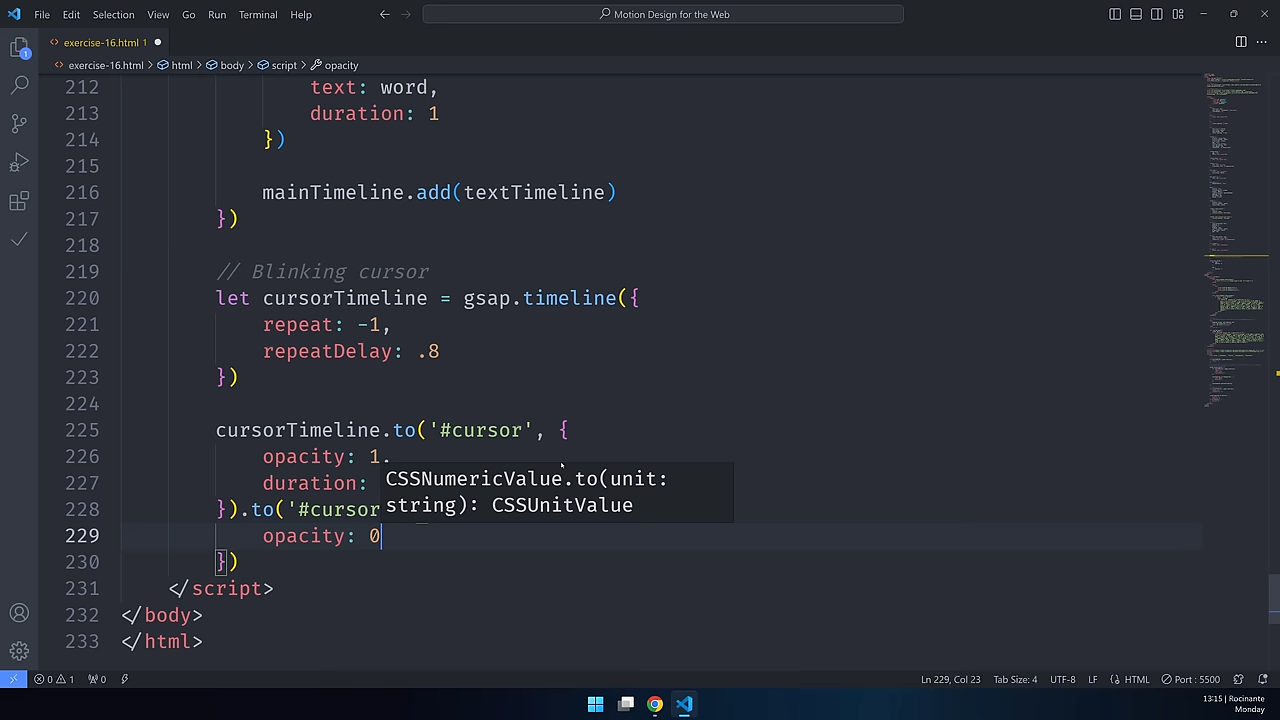 File Edit Selection View Go Run Terminal Help
Motion Design for the Web
exercise-16.html 1
exercise-16.html > html > body > script > opacity
212 text: word,
213 duration: 1
214 })
215
216 mainTimeline.add(textTimeline)
217 })
218
219 // Blinking cursor
220 let cursorTimeline = gsap.timeline({
221 repeat: -1,
222 repeatDelay: .8
223 })
224
225 cursorTimeline.to('#cursor', {
226 opacity: 1,
CSSNumericValue.to(unit:
227 duration:
string): CSSUnitValue
228 }).to('#cursor
229 opacity: 0
230 })
231 </script>
232 </body>
233 </html>
1
0 1 0
Ln 229, Col 23 Tab Size: 4 UTF-8 LF HTML Port : 5500
13:15 | Rocinante
Monday